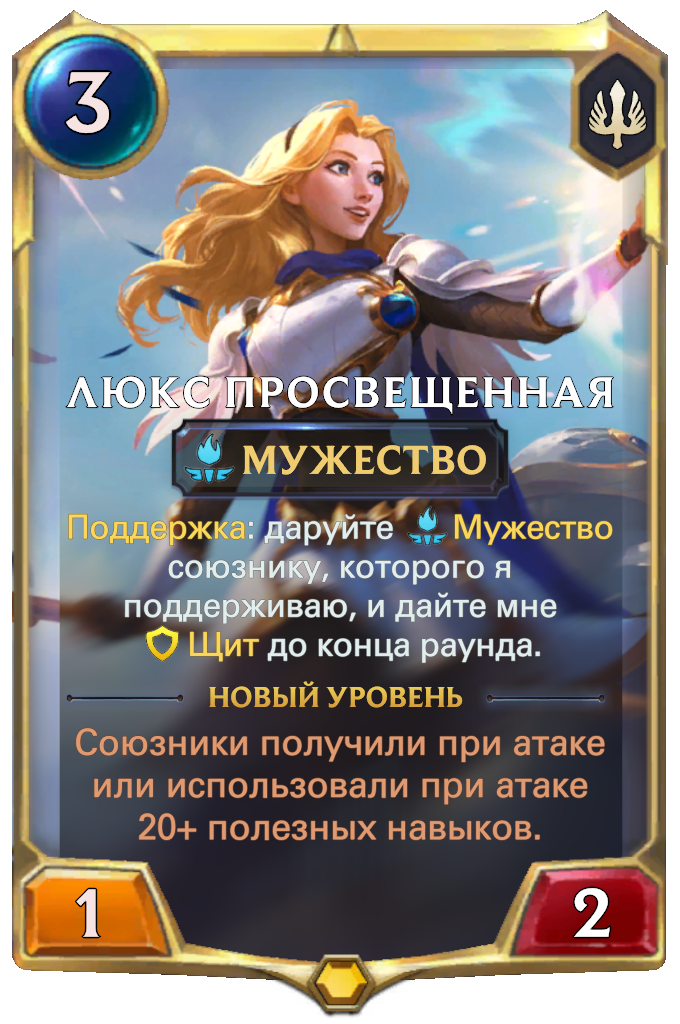 3
ЛЮКС ПРОСВЕЩЕННАЯ
МУЖЕСТВО
Поддержка: даруйте Мужество
союзнику, которого я
поддерживаю, и дайте мне
Щит до конца раунда.
НОВЫЙ УРОВЕНЬ
Союзники получили при атаке
или использовали при атаке
20+ полезных навыков.
1
2